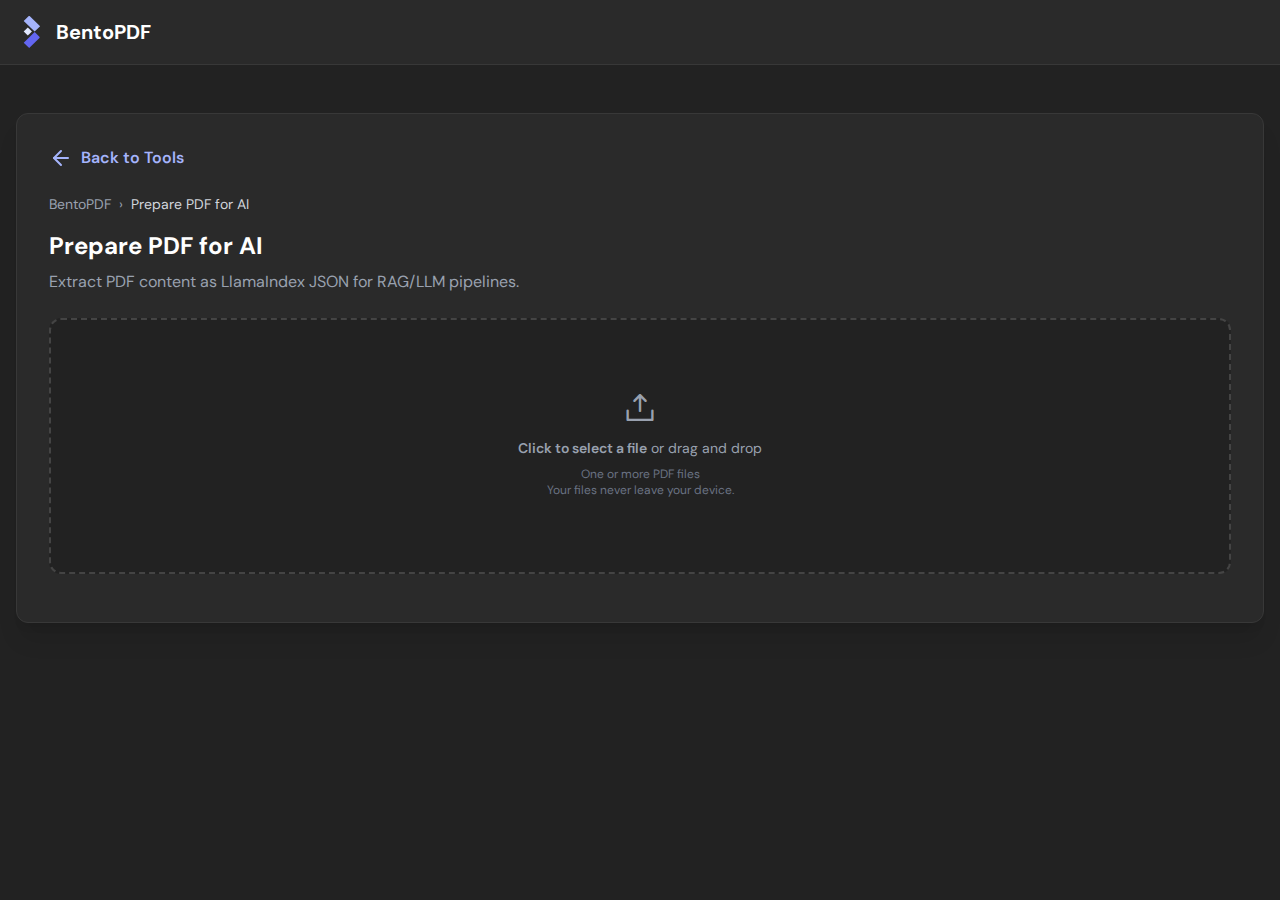 BentoPDF
Back to Tools
BentoPDF › Prepare PDF for AI
Prepare PDF for AI
Extract PDF content as LlamaIndex JSON for RAG/LLM pipelines.
Click to select a file or drag and drop
One or more PDF files
Your files never leave your device.